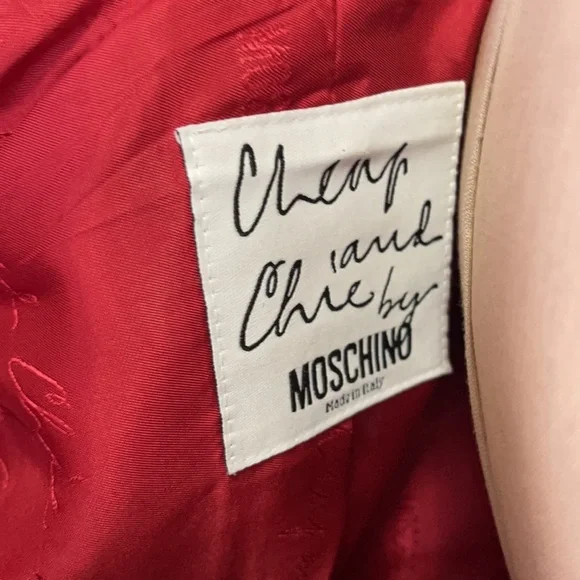 Cheap
and
Chic by
MOSCHINO
Made in Italy